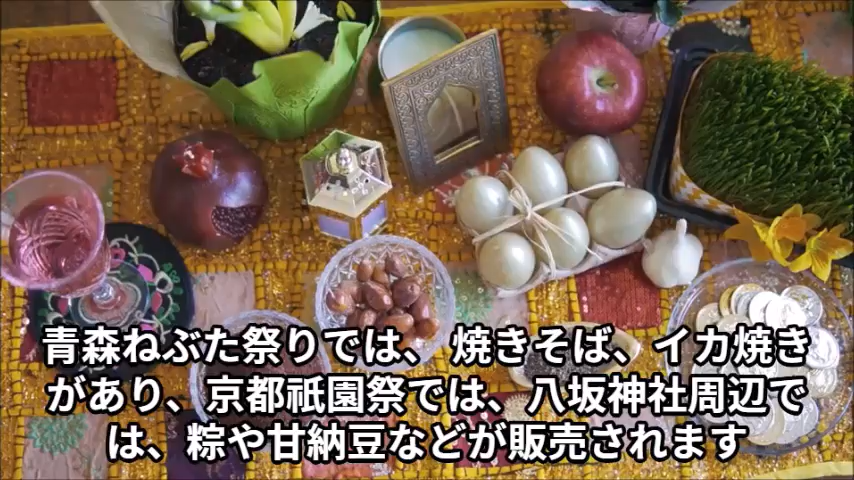 青森ねぶた祭りでは、 焼きそば、イカ焼き
があり、京都祇園祭では、八坂神社周辺で
は、粽や甘納豆などが販売されます